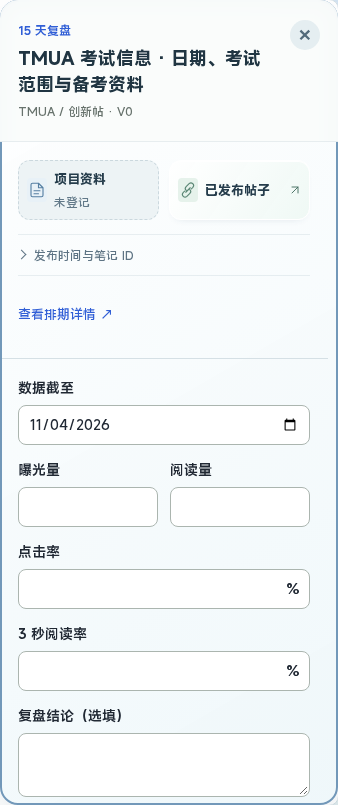 15 天复盘
TMUA 考试信息 · 日期、考试
范围与备考资料
TMUA / 创新帖 · V0
项目资料
未登记
已发布帖子
发布时间与笔记 ID
查看排期详情 ↗
数据截至
11/04/2026
曝光量
阅读量
点击率
%
3 秒阅读率
%
复盘结论（选填）